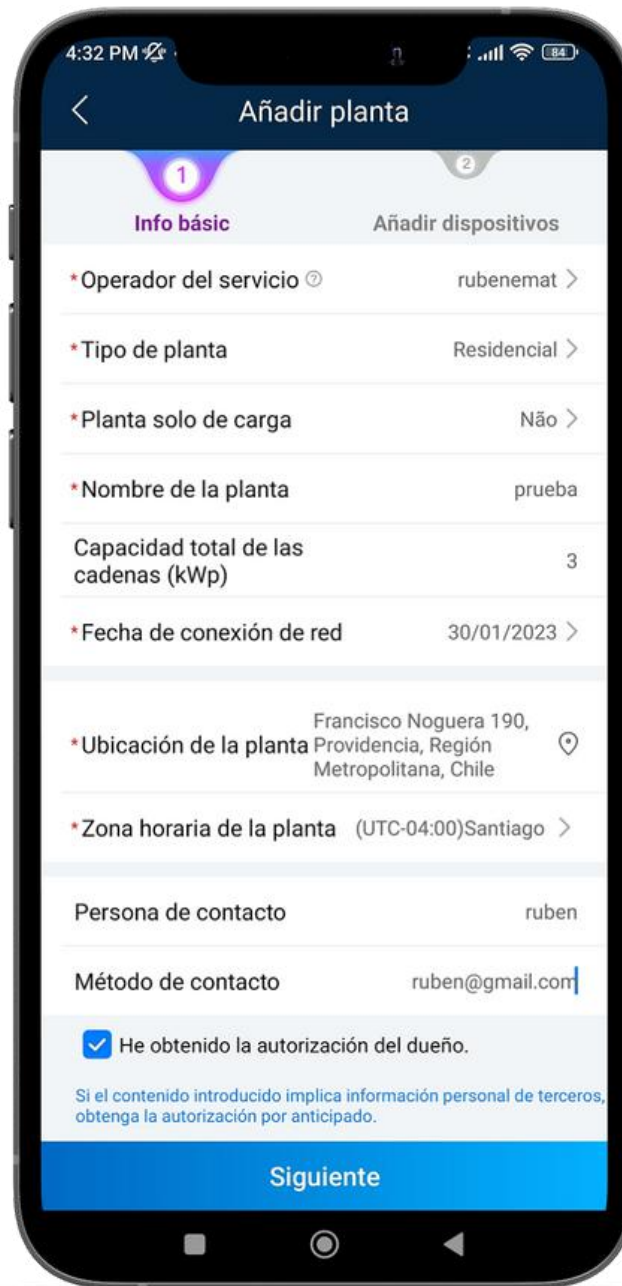 4:32 PM
84
Añadir planta
1
2
Info básic
Añadir dispositivos
*Operador del servicio ?
rubenemat >
*Tipo de planta
Residencial >
*Planta solo de carga
Não >
*Nombre de la planta
prueba
Capacidad total de las
cadenas (kWp)
3
*Fecha de conexión de red
30/01/2023 >
*Ubicación de la planta
Francisco Noguera 190,
Providencia, Región
Metropolitana, Chile
*Zona horaria de la planta
(UTC-04:00)Santiago >
Persona de contacto
ruben
Método de contacto
ruben@gmail.com
He obtenido la autorización del dueño.
Si el contenido introducido implica información personal de terceros,
obtenga la autorización por anticipado.
Siguiente